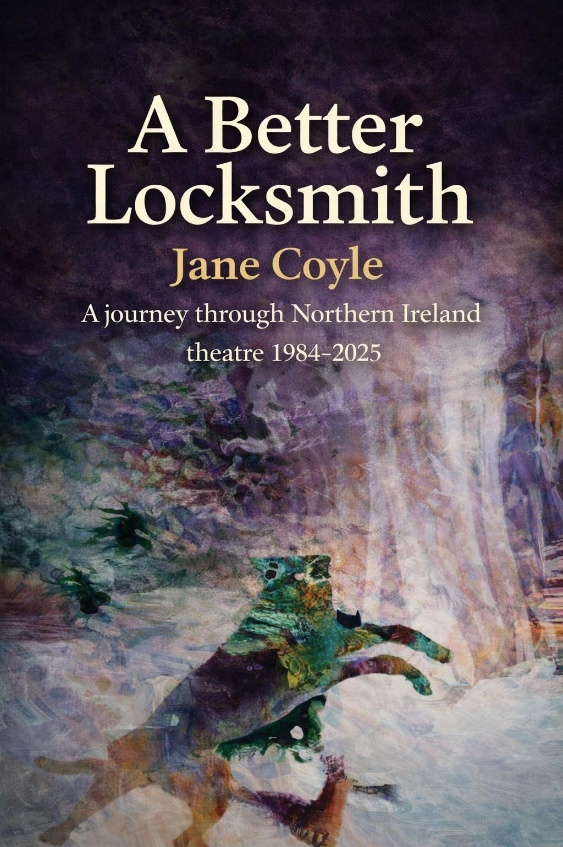 A Better
Locksmith
Jane Coyle
A journey through Northern Ireland
theatre 1984–2025